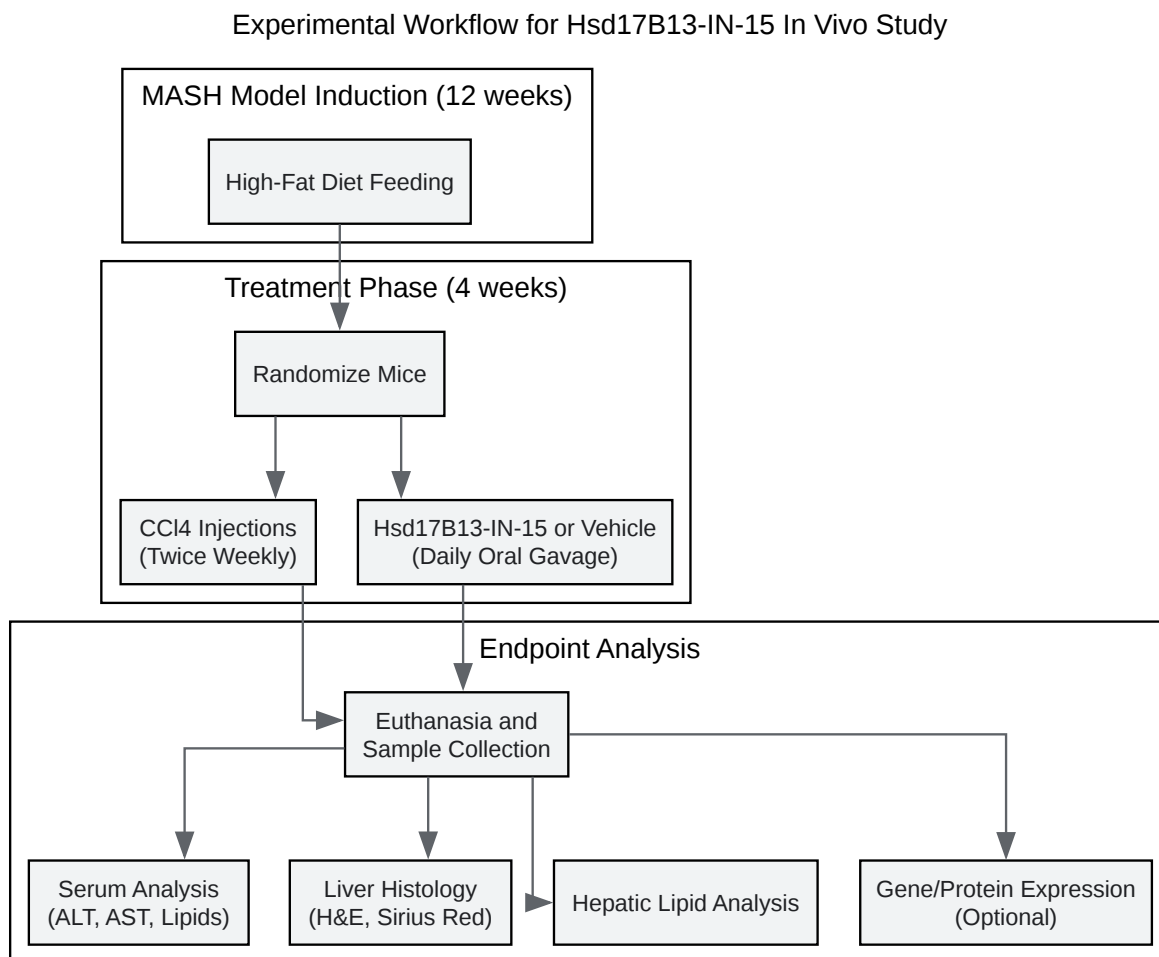 Experimental Workflow for Hsd17B13-IN-15 In Vivo Study
MASH Model Induction (12 weeks)
High-Fat Diet Feeding
Treatment Phase (4 weeks)
Randomize Mice
CCl4 Injections
(Twice Weekly)
Hsd17B13-IN-15 or Vehicle
(Daily Oral Gavage)
Endpoint Analysis
Euthanasia and
Sample Collection
Serum Analysis
(ALT, AST, Lipids)
Liver Histology
(H&E, Sirius Red)
Hepatic Lipid Analysis
Gene/Protein Expression
(Optional)